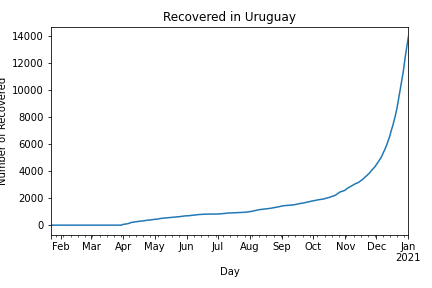 Recovered in Uruguay
14000
12000
10000
8000
6000
4000
2000
0
Number of Recovered
Feb Mar Apr May Jun Jul Aug Sep Oct Nov Dec Jan
2021
Day